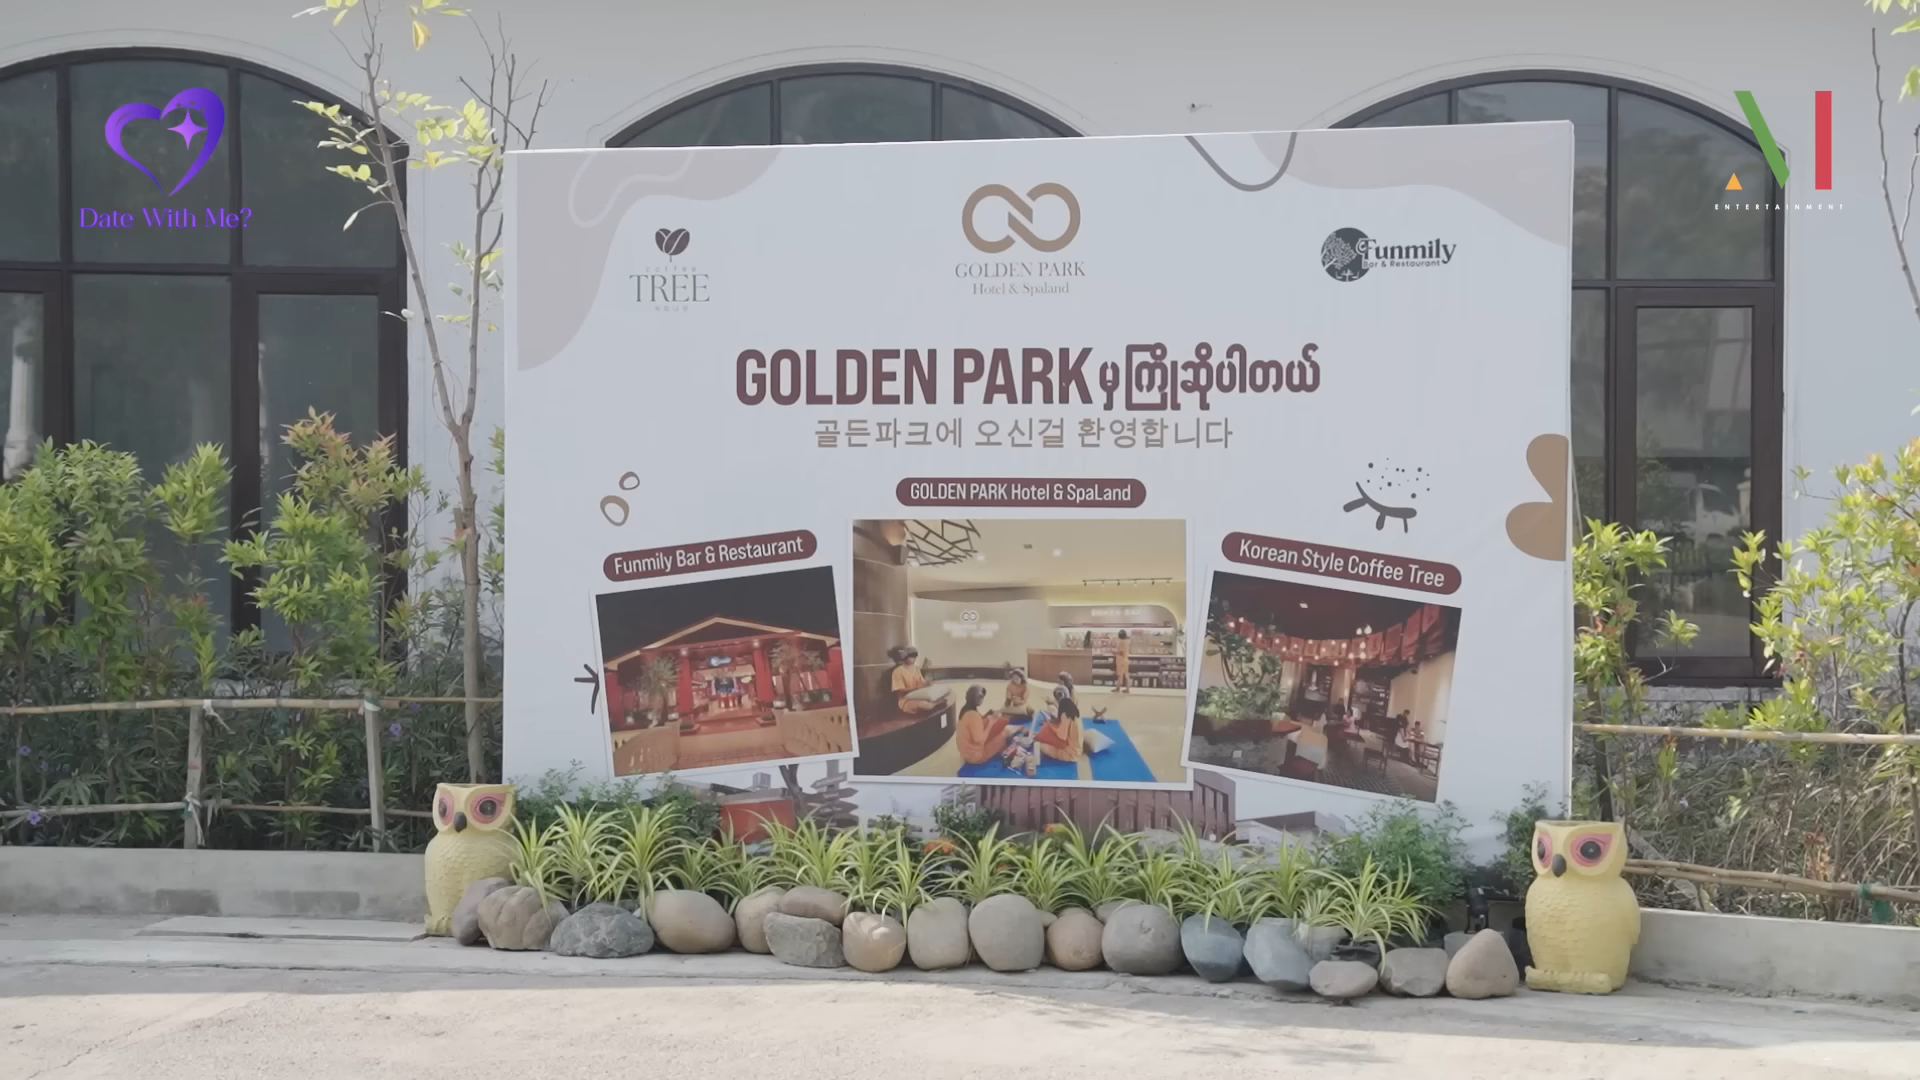 Date With Me?
ENTERTAINMENT
coffee
TREE
GOLDEN PARK
Hotel & Spaland
Funmily
Bar & Restaurant
GOLDEN PARK မှ ကြိုဆိုပါတယ်
골든파크에 오신걸 환영합니다
GOLDEN PARK Hotel & SpaLand
Funmily Bar & Restaurant
Korean Style Coffee Tree